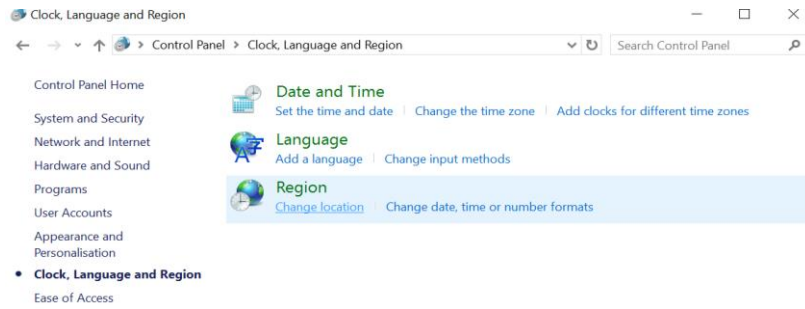 Clock, Language and Region
Control Panel > Clock, Language and Region
Search Control Panel
Control Panel Home
System and Security
Network and Internet
Hardware and Sound
Programs
User Accounts
Appearance and
Personalisation
Clock, Language and Region
Ease of Access
Date and Time
Set the time and date | Change the time zone | Add clocks for different time zones
Language
Add a language | Change input methods
Region
Change location | Change date, time or number formats